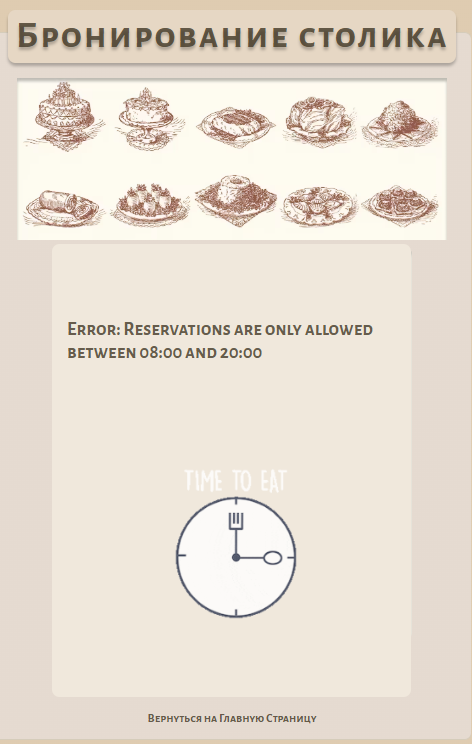 Бронирование столика
Error: Reservations are only allowed
between 08:00 and 20:00
TIME TO EAT
Вернуться на Главную Страницу